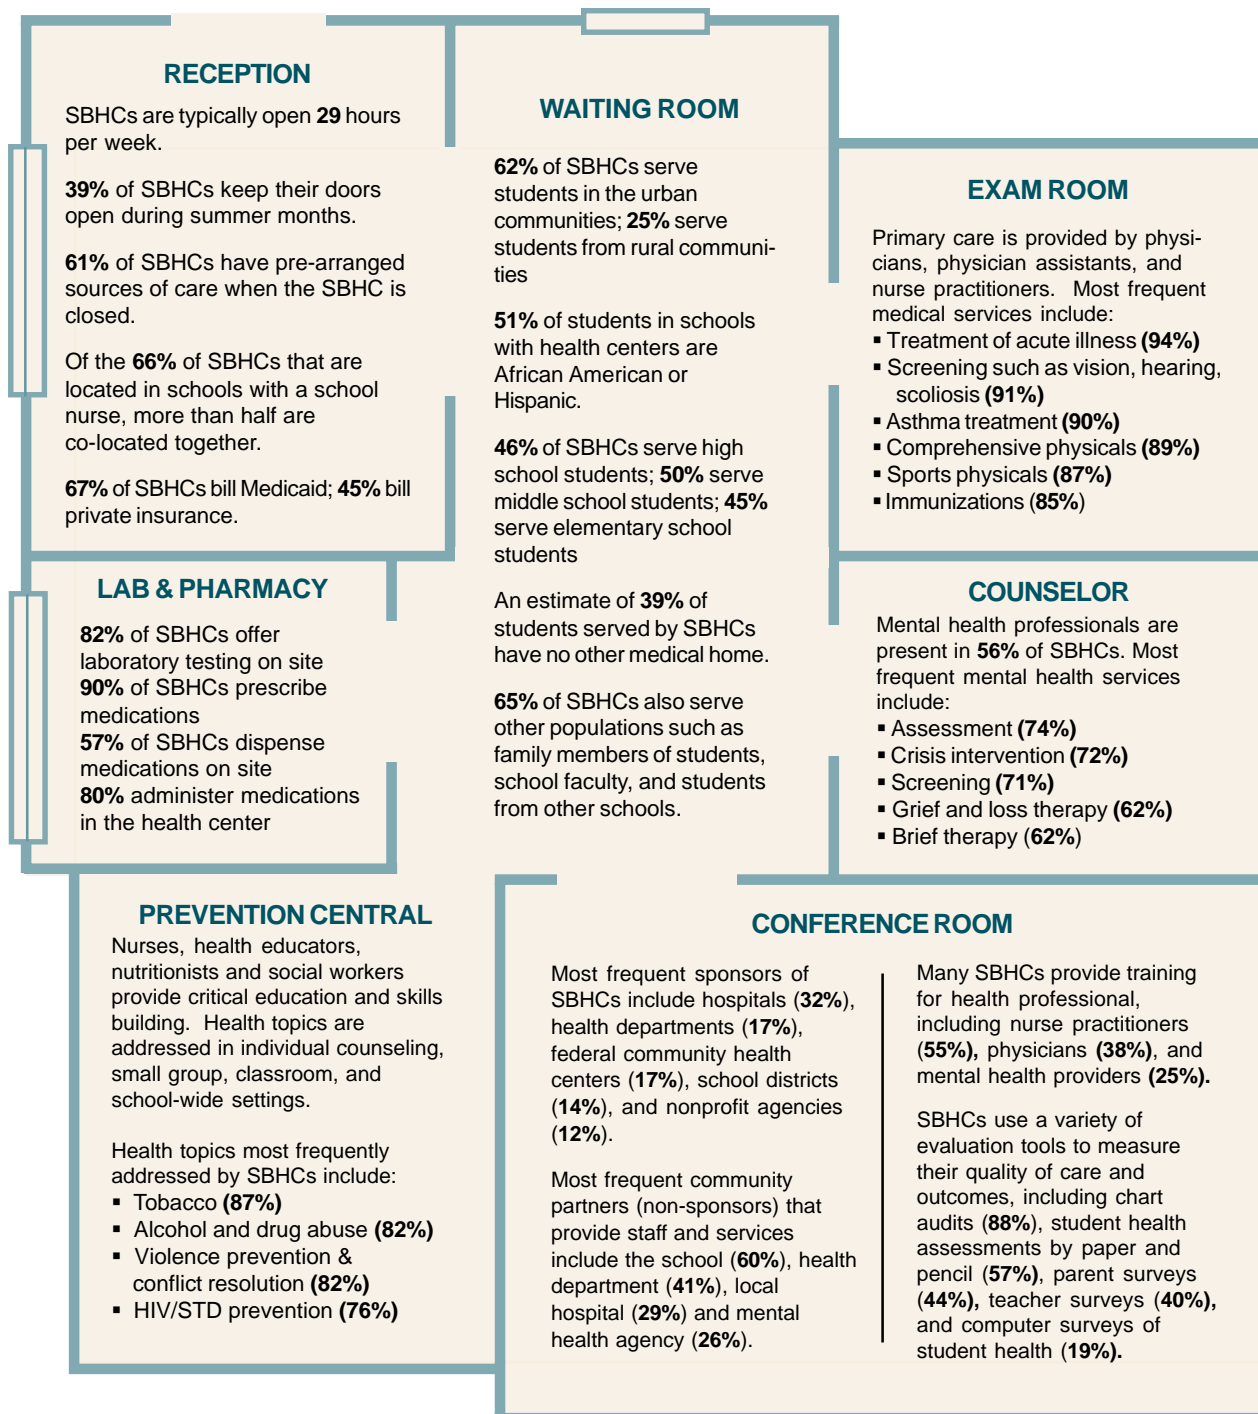 RECEPTION
SBHCs are typically open 29 hours
per week.
39% of SBHCs keep their doors
open during summer months.
61% of SBHCs have pre-arranged
sources of care when the SBHC is
closed.
Of the 66% of SBHCs that are
located in schools with a school
nurse, more than half are
co-located together.
67% of SBHCs bill Medicaid; 45% bill
private insurance.
WAITING ROOM
62% of SBHCs serve
students in the urban
communities; 25% serve
students from rural communi-
ties
51% of students in schools
with health centers are
African American or
Hispanic.
46% of SBHCs serve high
school students; 50% serve
middle school students; 45%
serve elementary school
students
An estimate of 39% of
students served by SBHCs
have no other medical home.
65% of SBHCs also serve
other populations such as
family members of students,
school faculty, and students
from other schools.
EXAM ROOM
Primary care is provided by physi-
cians, physician assistants, and
nurse practitioners. Most frequent
medical services include:
▪ Treatment of acute illness (94%)
▪ Screening such as vision, hearing,
scoliosis (91%)
▪ Asthma treatment (90%)
▪ Comprehensive physicals (89%)
▪ Sports physicals (87%)
▪ Immunizations (85%)
LAB & PHARMACY
82% of SBHCs offer
laboratory testing on site
90% of SBHCs prescribe
medications
57% of SBHCs dispense
medications on site
80% administer medications
in the health center
COUNSELOR
Mental health professionals are
present in 56% of SBHCs. Most
frequent mental health services
include:
▪ Assessment (74%)
▪ Crisis intervention (72%)
▪ Screening (71%)
▪ Grief and loss therapy (62%)
▪ Brief therapy (62%)
PREVENTION CENTRAL
Nurses, health educators,
nutritionists and social workers
provide critical education and skills
building. Health topics are
addressed in individual counseling,
small group, classroom, and
school-wide settings.
Health topics most frequently
addressed by SBHCs include:
▪ Tobacco (87%)
▪ Alcohol and drug abuse (82%)
▪ Violence prevention &
conflict resolution (82%)
▪ HIV/STD prevention (76%)
CONFERENCE ROOM
Most frequent sponsors of
SBHCs include hospitals (32%),
health departments (17%),
federal community health
centers (17%), school districts
(14%), and nonprofit agencies
(12%).
Most frequent community
partners (non-sponsors) that
provide staff and services
include the school (60%), health
department (41%), local
hospital (29%) and mental
health agency (26%).
Many SBHCs provide training
for health professional,
including nurse practitioners
(55%), physicians (38%), and
mental health providers (25%).
SBHCs use a variety of
evaluation tools to measure
their quality of care and
outcomes, including chart
audits (88%), student health
assessments by paper and
pencil (57%), parent surveys
(44%), teacher surveys (40%),
and computer surveys of
student health (19%).